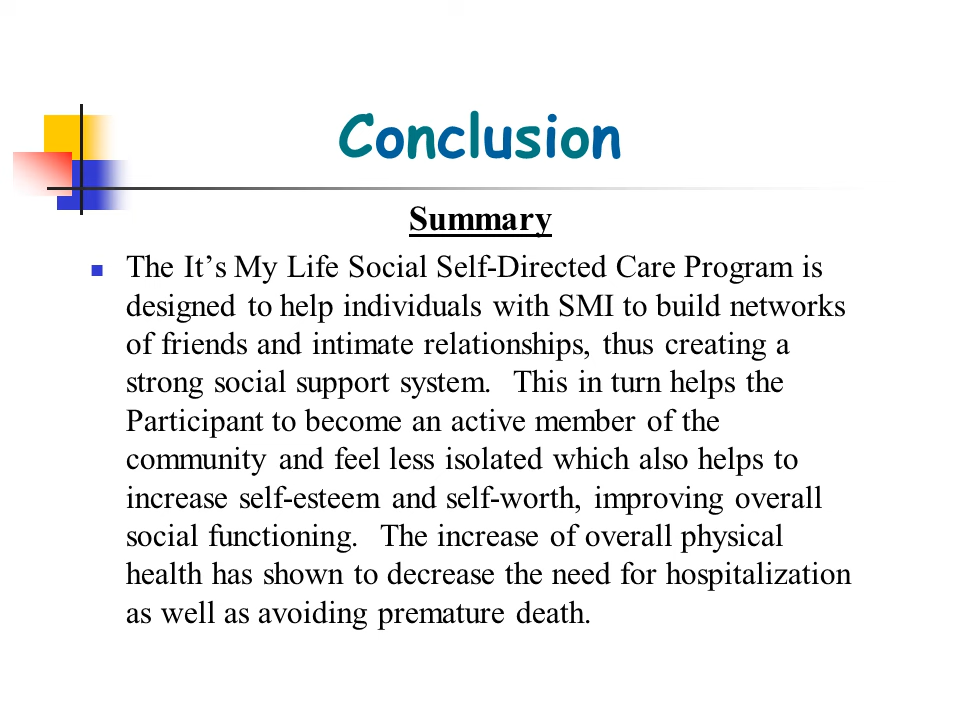 Conclusion
Summary
The It’s My Life Social Self-Directed Care Program is
designed to help individuals with SMI to build networks
of friends and intimate relationships, thus creating a
strong social support system.  This in turn helps the
Participant to become an active member of the
community and feel less isolated which also helps to
increase self-esteem and self-worth, improving overall
social functioning.  The increase of overall physical
health has shown to decrease the need for hospitalization
as well as avoiding premature death.